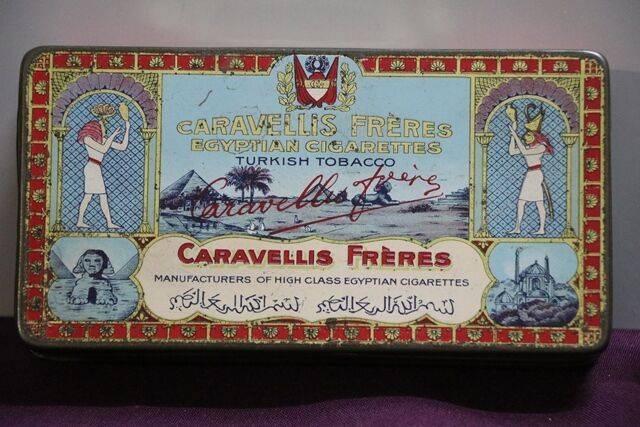 CARAVELLIS FRÈRES
EGYPTIAN CIGARETTES
TURKISH TOBACCO
Caravellis frères
CARAVELLIS FRÈRES
MANUFACTURERS OF HIGH CLASS EGYPTIAN CIGARETTES